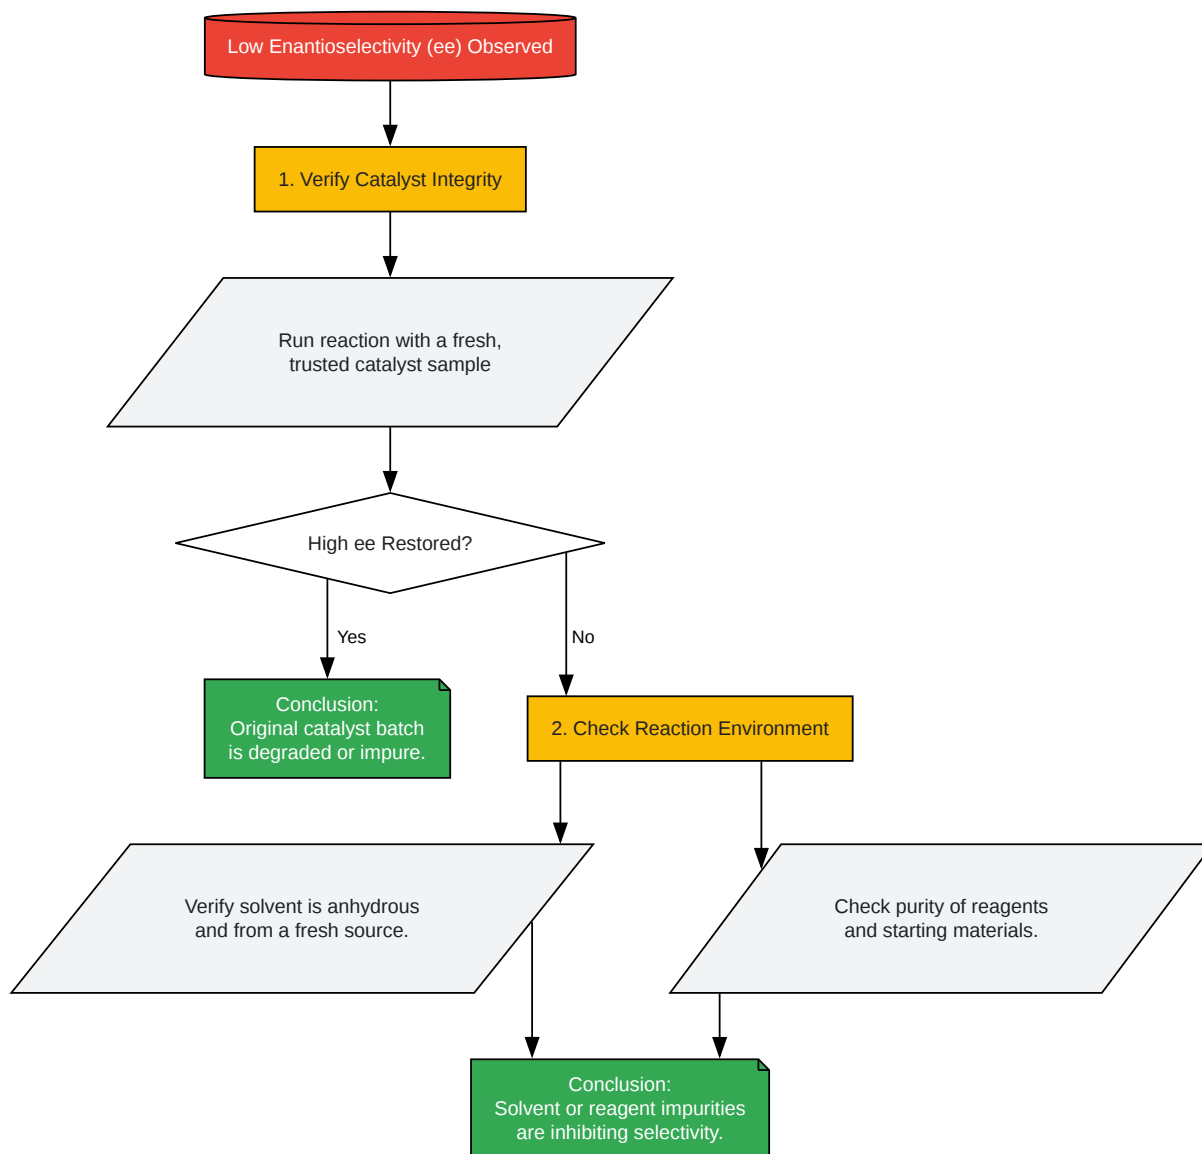 Low Enantioselectivity (ee) Observed
1. Verify Catalyst Integrity
Run reaction with a fresh,
trusted catalyst sample
High ee Restored?
Yes
No
Conclusion:
Original catalyst batch
is degraded or impure.
2. Check Reaction Environment
Verify solvent is anhydrous
and from a fresh source.
Check purity of reagents
and starting materials.
Conclusion:
Solvent or reagent impurities
are inhibiting selectivity.